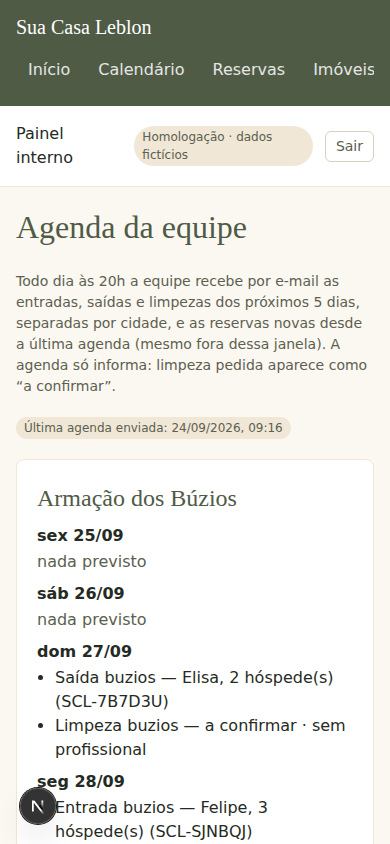 Sua Casa Leblon
Início Calendário Reservas Imóveis
Painel
interno
Homologação · dados
fictícios
Sair
Agenda da equipe
Todo dia às 20h a equipe recebe por e-mail as
entradas, saídas e limpezas dos próximos 5 dias,
separadas por cidade, e as reservas novas desde
a última agenda (mesmo fora dessa janela). A
agenda só informa: limpeza pedida aparece como
“a confirmar”.
Última agenda enviada: 24/09/2026, 09:16
Armação dos Búzios
sex 25/09
nada previsto
sáb 26/09
nada previsto
dom 27/09
• Saída buzios — Elisa, 2 hóspede(s)
(SCL-7B7D3U)
• Limpeza buzios — a confirmar · sem
profissional
seg 28/09
Entrada buzios — Felipe, 3
hóspede(s) (SCL-SJNBQJ)